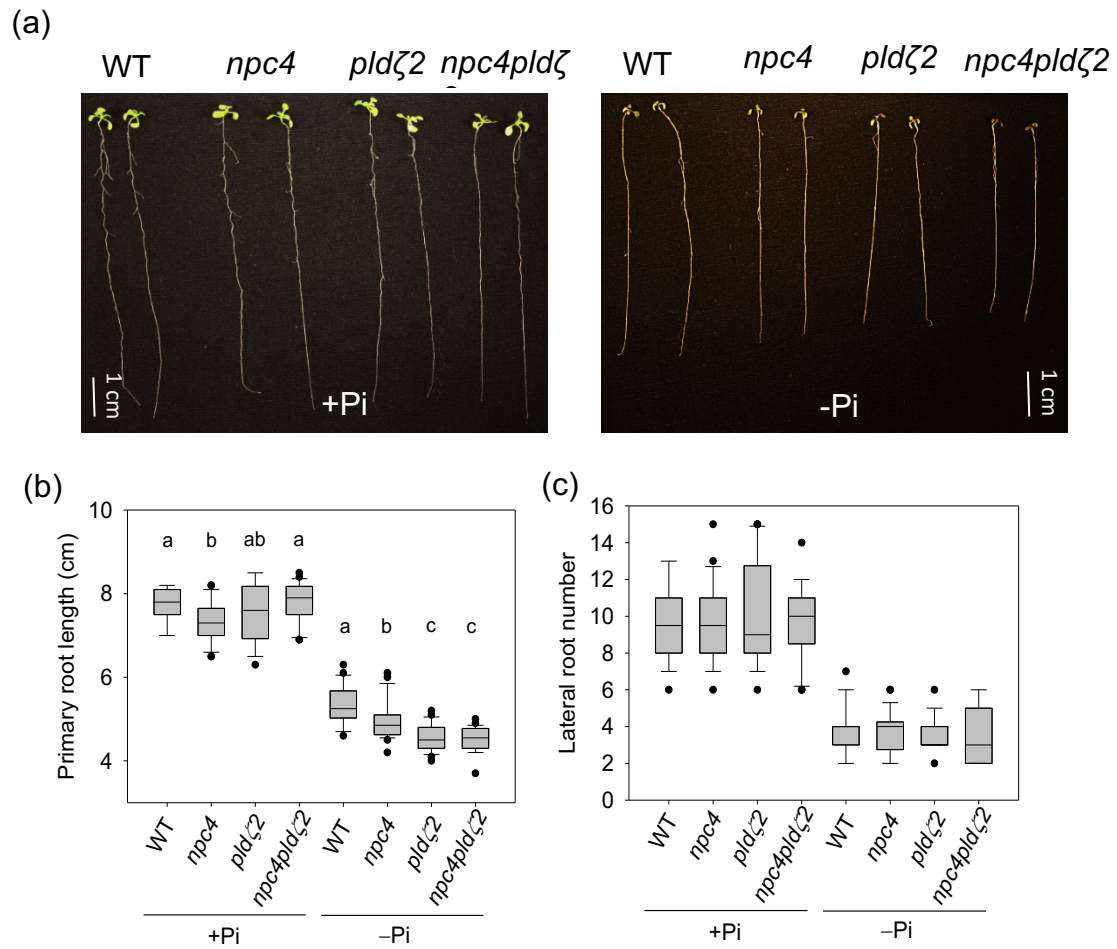 (a)
WT npc4 pldζ2 npc4pldζ
WT npc4 pldζ2 npc4pldζ2
1 cm
+Pi
-Pi
1 cm
(b)
10
8
6
4
Primary root length (cm)
a b ab a
a b c c
WT npc4 pldζ2 npc4pldζ2 WT npc4 pldζ2 npc4pldζ2
+Pi –Pi
(c)
16
14
12
10
8
6
4
2
0
Lateral root number
WT npc4 pldζ2 npc4pldζ2 WT npc4 pldζ2 npc4pldζ2
+Pi –Pi